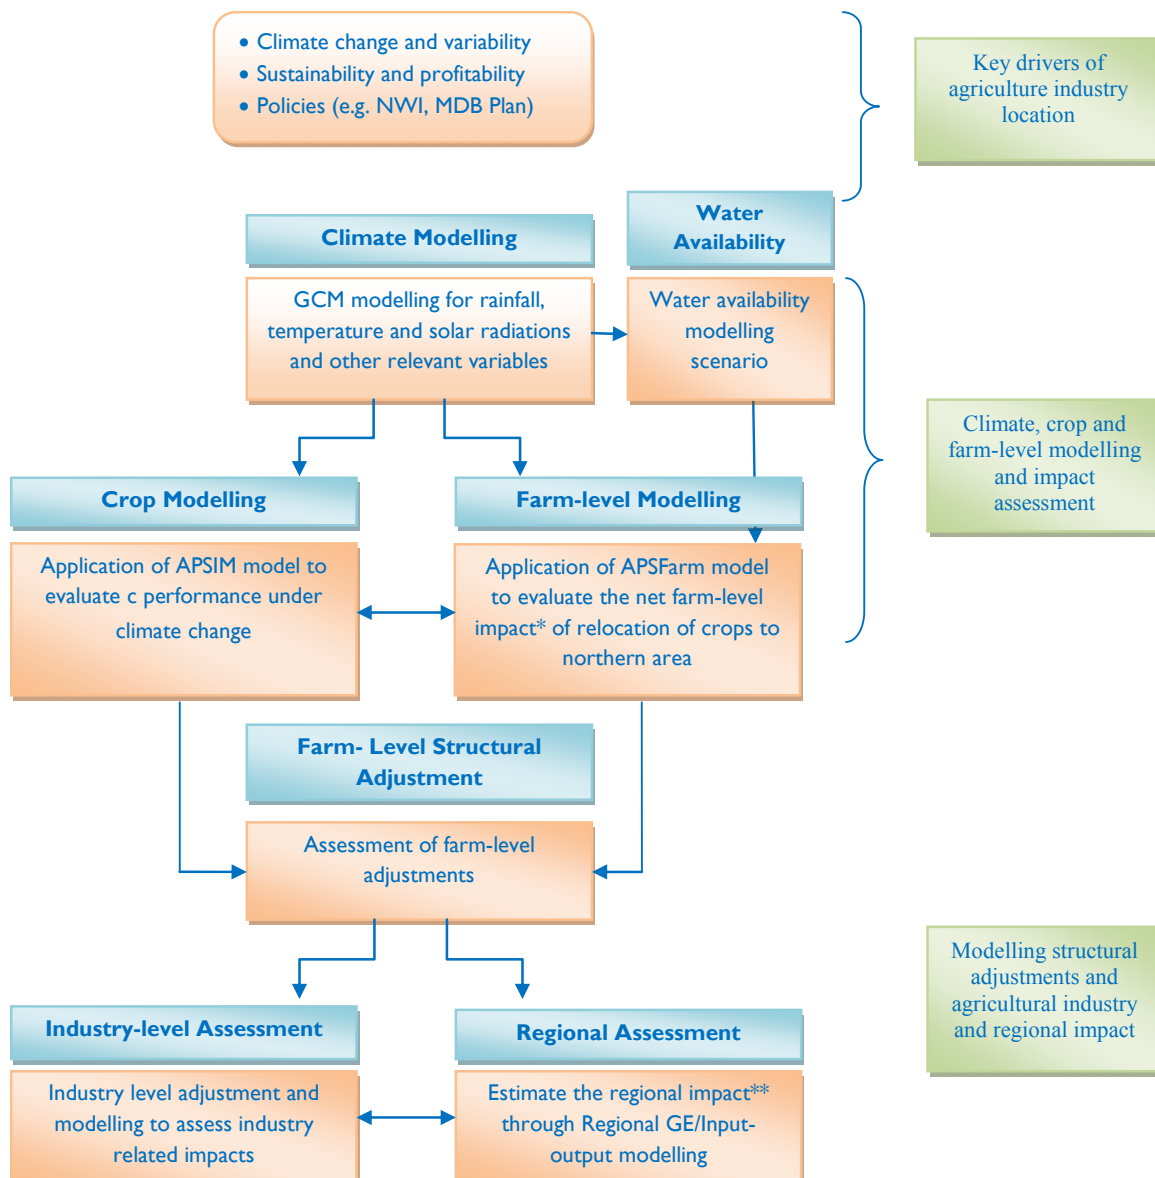 • Climate change and variability
• Sustainability and profitability
• Policies (e.g. NWI, MDB Plan)
Key drivers of
agriculture industry
location
Climate Modelling
Water
Availability
GCM modelling for rainfall,
temperature and solar radiations
and other relevant variables
Water availability
modelling
scenario
Climate, crop and
farm-level modelling
and impact
assessment
Crop Modelling
Farm-level Modelling
Application of APSIM model to
evaluate c performance under
climate change
Application of APSFarm model
to evaluate the net farm-level
impact* of relocation of crops to
northern area
Farm- Level Structural
Adjustment
Assessment of farm-level
adjustments
Modelling structural
adjustments and
agricultural industry
and regional impact
Industry-level Assessment
Regional Assessment
Industry level adjustment and
modelling to assess industry
related impacts
Estimate the regional impact**
through Regional GE/Input-
output modelling